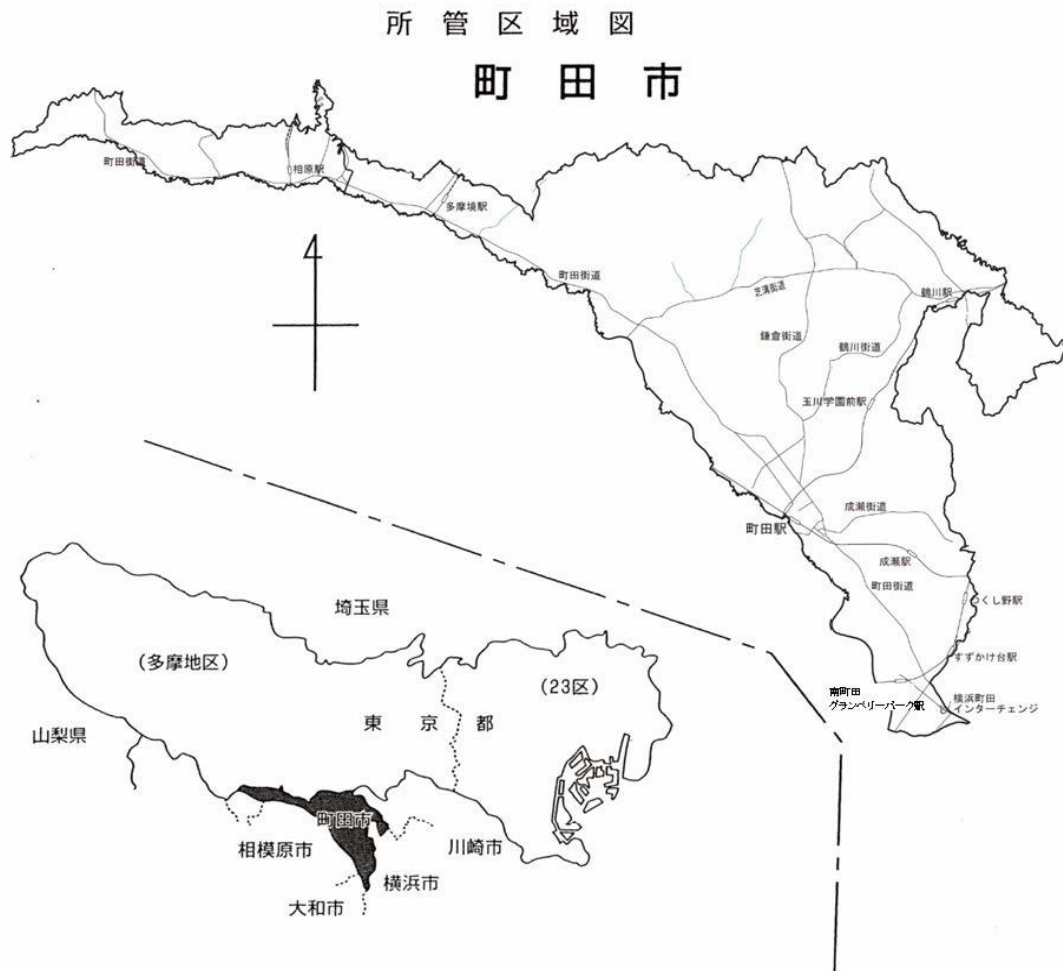 所管区域図
町田市
町田街道
相原駅
多摩境駅
町田街道
芝溝街道
鶴川駅
鎌倉街道
鶴川街道
玉川学園前駅
町田駅
成瀬街道
成瀬駅
町田街道
つくし野駅
すずかけ台駅
南町田
グランベリーパーク駅
横浜町田
インターチェンジ
埼玉県
(多摩地区)
(23区)
東京都
山梨県
町田市
相模原市
川崎市
横浜市
大和市